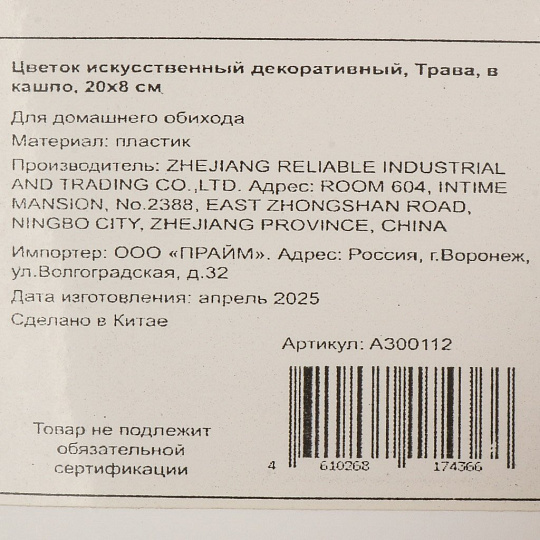 Цветок искусственный декоративный, Трава, в
кашпо, 20х8 см
Для домашнего обихода
Материал: пластик
Производитель: ZHEJIANG RELIABLE INDUSTRIAL
AND TRADING CO.,LTD. Адрес: ROOM 604, INTIME
MANSION, No.2388, EAST ZHONGSHAN ROAD,
NINGBO CITY, ZHEJIANG PROVINCE, CHINA
Импортер: ООО «ПРАЙМ». Адрес: Россия, г.Воронеж,
ул.Волгоградская, д.32
Дата изготовления: апрель 2025
Сделано в Китае
Артикул: А300112
Товар не подлежит
обязательной
сертификации
4 610268 174366